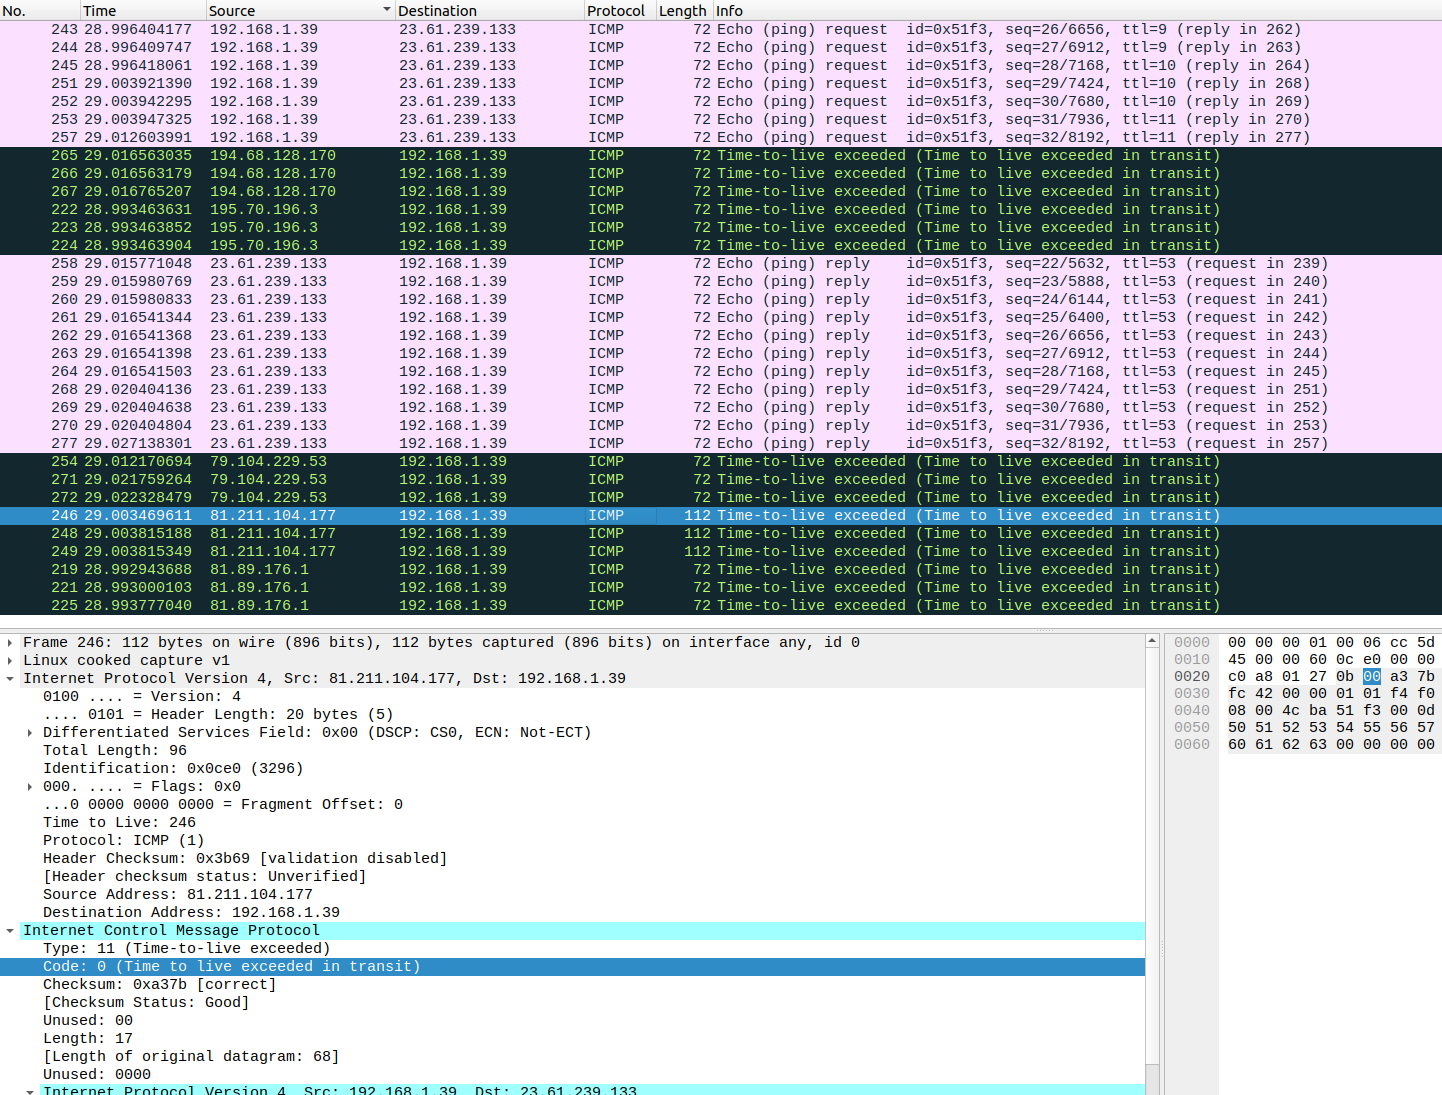 No. Time Source Destination Protocol Length Info
243 28.996404177 192.168.1.39 23.61.239.133 ICMP 72 Echo (ping) request id=0x51f3, seq=26/6656, ttl=9 (reply in 262)
244 28.996409747 192.168.1.39 23.61.239.133 ICMP 72 Echo (ping) request id=0x51f3, seq=27/6912, ttl=9 (reply in 263)
245 28.996418061 192.168.1.39 23.61.239.133 ICMP 72 Echo (ping) request id=0x51f3, seq=28/7168, ttl=10 (reply in 264)
251 29.003921390 192.168.1.39 23.61.239.133 ICMP 72 Echo (ping) request id=0x51f3, seq=29/7424, ttl=10 (reply in 268)
252 29.003942295 192.168.1.39 23.61.239.133 ICMP 72 Echo (ping) request id=0x51f3, seq=30/7680, ttl=10 (reply in 269)
253 29.003947325 192.168.1.39 23.61.239.133 ICMP 72 Echo (ping) request id=0x51f3, seq=31/7936, ttl=11 (reply in 270)
257 29.012603991 192.168.1.39 23.61.239.133 ICMP 72 Echo (ping) request id=0x51f3, seq=32/8192, ttl=11 (reply in 277)
265 29.016563035 194.68.128.170 192.168.1.39 ICMP 72 Time-to-live exceeded (Time to live exceeded in transit)
266 29.016563179 194.68.128.170 192.168.1.39 ICMP 72 Time-to-live exceeded (Time to live exceeded in transit)
267 29.016765207 194.68.128.170 192.168.1.39 ICMP 72 Time-to-live exceeded (Time to live exceeded in transit)
222 28.993463631 195.70.196.3 192.168.1.39 ICMP 72 Time-to-live exceeded (Time to live exceeded in transit)
223 28.993463852 195.70.196.3 192.168.1.39 ICMP 72 Time-to-live exceeded (Time to live exceeded in transit)
224 28.993463904 195.70.196.3 192.168.1.39 ICMP 72 Time-to-live exceeded (Time to live exceeded in transit)
258 29.015771048 23.61.239.133 192.168.1.39 ICMP 72 Echo (ping) reply id=0x51f3, seq=22/5632, ttl=53 (request in 239)
259 29.015980769 23.61.239.133 192.168.1.39 ICMP 72 Echo (ping) reply id=0x51f3, seq=23/5888, ttl=53 (request in 240)
260 29.015980833 23.61.239.133 192.168.1.39 ICMP 72 Echo (ping) reply id=0x51f3, seq=24/6144, ttl=53 (request in 241)
261 29.016541344 23.61.239.133 192.168.1.39 ICMP 72 Echo (ping) reply id=0x51f3, seq=25/6400, ttl=53 (request in 242)
262 29.016541368 23.61.239.133 192.168.1.39 ICMP 72 Echo (ping) reply id=0x51f3, seq=26/6656, ttl=53 (request in 243)
263 29.016541398 23.61.239.133 192.168.1.39 ICMP 72 Echo (ping) reply id=0x51f3, seq=27/6912, ttl=53 (request in 244)
264 29.016541503 23.61.239.133 192.168.1.39 ICMP 72 Echo (ping) reply id=0x51f3, seq=28/7168, ttl=53 (request in 245)
268 29.020404136 23.61.239.133 192.168.1.39 ICMP 72 Echo (ping) reply id=0x51f3, seq=29/7424, ttl=53 (request in 251)
269 29.020404638 23.61.239.133 192.168.1.39 ICMP 72 Echo (ping) reply id=0x51f3, seq=30/7680, ttl=53 (request in 252)
270 29.020404804 23.61.239.133 192.168.1.39 ICMP 72 Echo (ping) reply id=0x51f3, seq=31/7936, ttl=53 (request in 253)
277 29.027138301 23.61.239.133 192.168.1.39 ICMP 72 Echo (ping) reply id=0x51f3, seq=32/8192, ttl=53 (request in 257)
254 29.012170694 79.104.229.53 192.168.1.39 ICMP 72 Time-to-live exceeded (Time to live exceeded in transit)
271 29.021759264 79.104.229.53 192.168.1.39 ICMP 72 Time-to-live exceeded (Time to live exceeded in transit)
272 29.022328479 79.104.229.53 192.168.1.39 ICMP 72 Time-to-live exceeded (Time to live exceeded in transit)
246 29.003469611 81.211.104.177 192.168.1.39 ICMP 112 Time-to-live exceeded (Time to live exceeded in transit)
248 29.003815188 81.211.104.177 192.168.1.39 ICMP 112 Time-to-live exceeded (Time to live exceeded in transit)
249 29.003815349 81.211.104.177 192.168.1.39 ICMP 112 Time-to-live exceeded (Time to live exceeded in transit)
219 28.992943688 81.89.176.1 192.168.1.39 ICMP 72 Time-to-live exceeded (Time to live exceeded in transit)
221 28.993000103 81.89.176.1 192.168.1.39 ICMP 72 Time-to-live exceeded (Time to live exceeded in transit)
225 28.993777040 81.89.176.1 192.168.1.39 ICMP 72 Time-to-live exceeded (Time to live exceeded in transit)
Frame 246: 112 bytes on wire (896 bits), 112 bytes captured (896 bits) on interface any, id 0
Linux cooked capture v1
Internet Protocol Version 4, Src: 81.211.104.177, Dst: 192.168.1.39
0100 .... = Version: 4
.... 0101 = Header Length: 20 bytes (5)
Differentiated Services Field: 0x00 (DSCP: CS0, ECN: Not-ECT)
Total Length: 96
Identification: 0x0ce0 (3296)
000. .... = Flags: 0x0
...0 0000 0000 0000 = Fragment Offset: 0
Time to Live: 246
Protocol: ICMP (1)
Header Checksum: 0x3b69 [validation disabled]
[Header checksum status: Unverified]
Source Address: 81.211.104.177
Destination Address: 192.168.1.39
Internet Control Message Protocol
Type: 11 (Time-to-live exceeded)
Code: 0 (Time to live exceeded in transit)
Checksum: 0xa37b [correct]
[Checksum Status: Good]
Unused: 00
Length: 17
[Length of original datagram: 68]
Unused: 0000
Internet Protocol Version 4, Src: 192.168.1.39, Dst: 23.61.239.133
0000 00 00 00 01 00 06 cc 5d
0010 45 00 00 60 0c e0 00 00
0020 c0 a8 01 27 0b 00 a3 7b
0030 fc 42 00 00 01 01 f4 f0
0040 08 00 4c ba 51 f3 00 0d
0050 50 51 52 53 54 55 56 57
0060 60 61 62 63 00 00 00 00